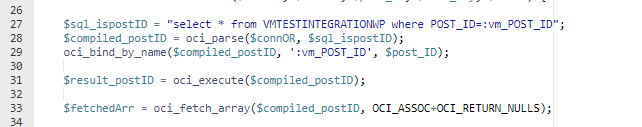 26
27 $sql_ispostID = "select * from VMTESTINTEGRATIONWP where POST_ID=:vm_POST_ID";
28 $compiled_postID = oci_parse($connOR, $sql_ispostID);
29 oci_bind_by_name($compiled_postID, ':vm_POST_ID', $post_ID);
30
31 $result_postID = oci_execute($compiled_postID);
32
33 $fetchedArr = oci_fetch_array($compiled_postID, OCI_ASSOC+OCI_RETURN_NULLS);
34